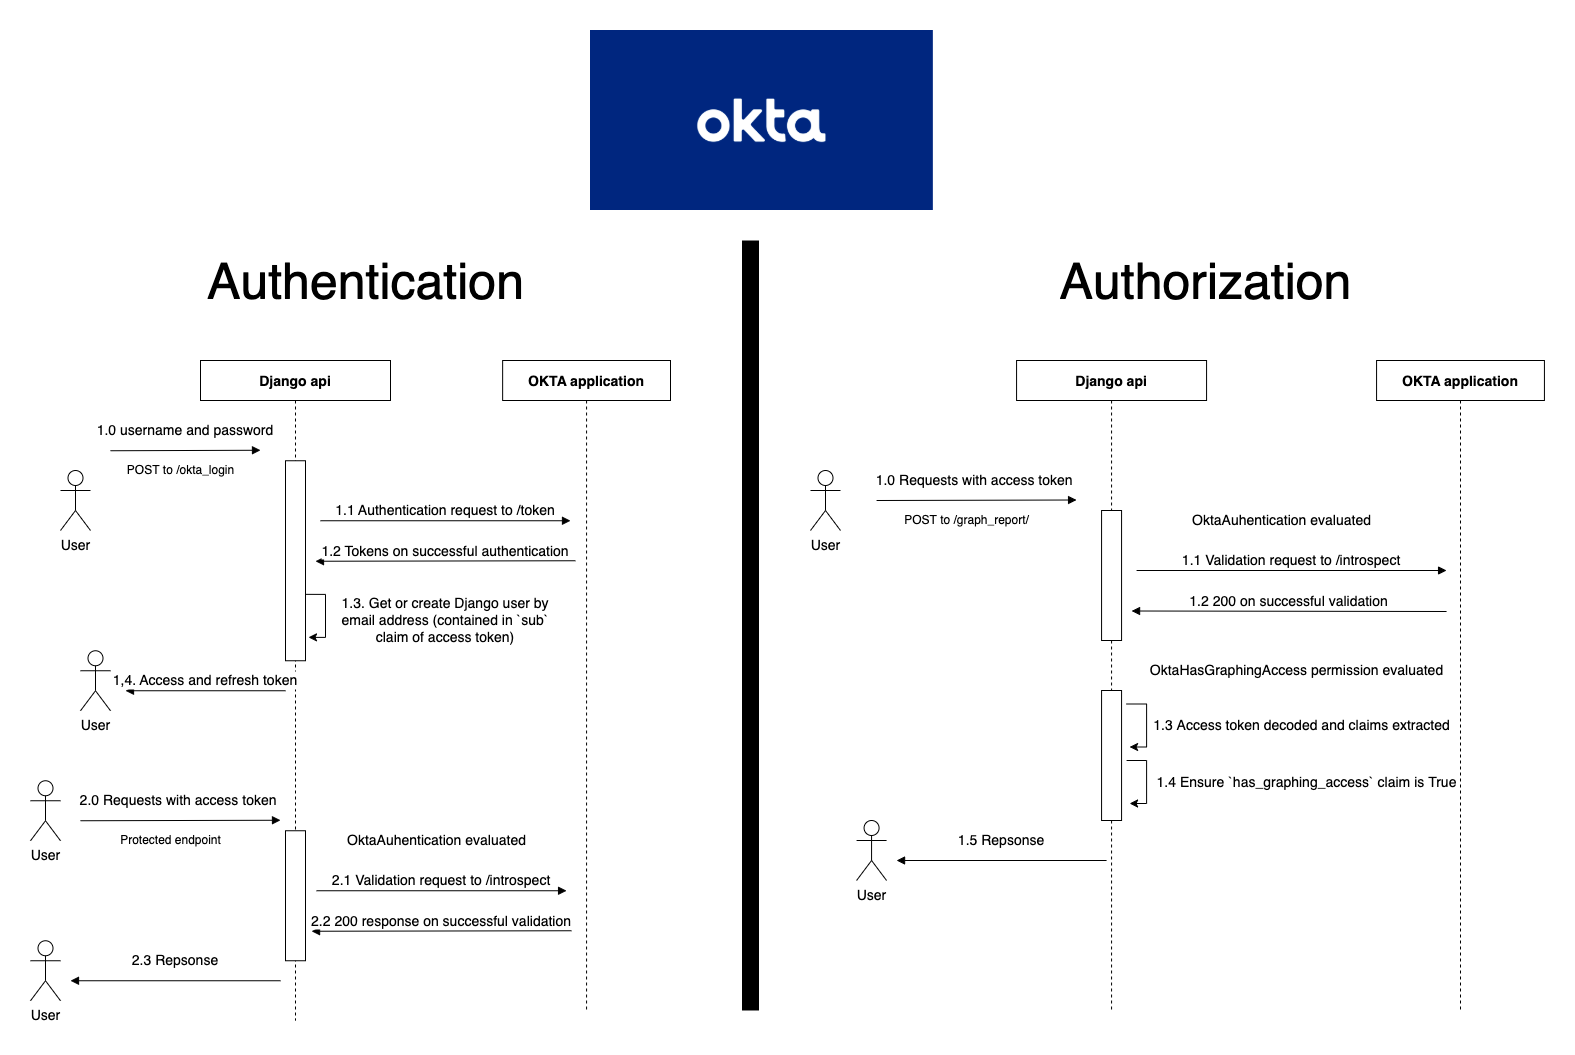 okta
Authentication
Django api
OKTA application
1.0 username and password
POST to /okta_login
User
1.1 Authentication request to /token
1.2 Tokens on successful authentication
1.3. Get or create Django user by
email address (contained in `sub`
claim of access token)
1,4. Access and refresh token
User
2.0 Requests with access token
Protected endpoint
User
OktaAuhentication evaluated
2.1 Validation request to /introspect
2.2 200 response on successful validation
2.3 Repsonse
User
Authorization
Django api
OKTA application
1.0 Requests with access token
POST to /graph_report/
User
OktaAuhentication evaluated
1.1 Validation request to /introspect
1.2 200 on successful validation
OktaHasGraphingAccess permission evaluated
1.3 Access token decoded and claims extracted
1.4 Ensure `has_graphing_access` claim is True
1.5 Repsonse
User